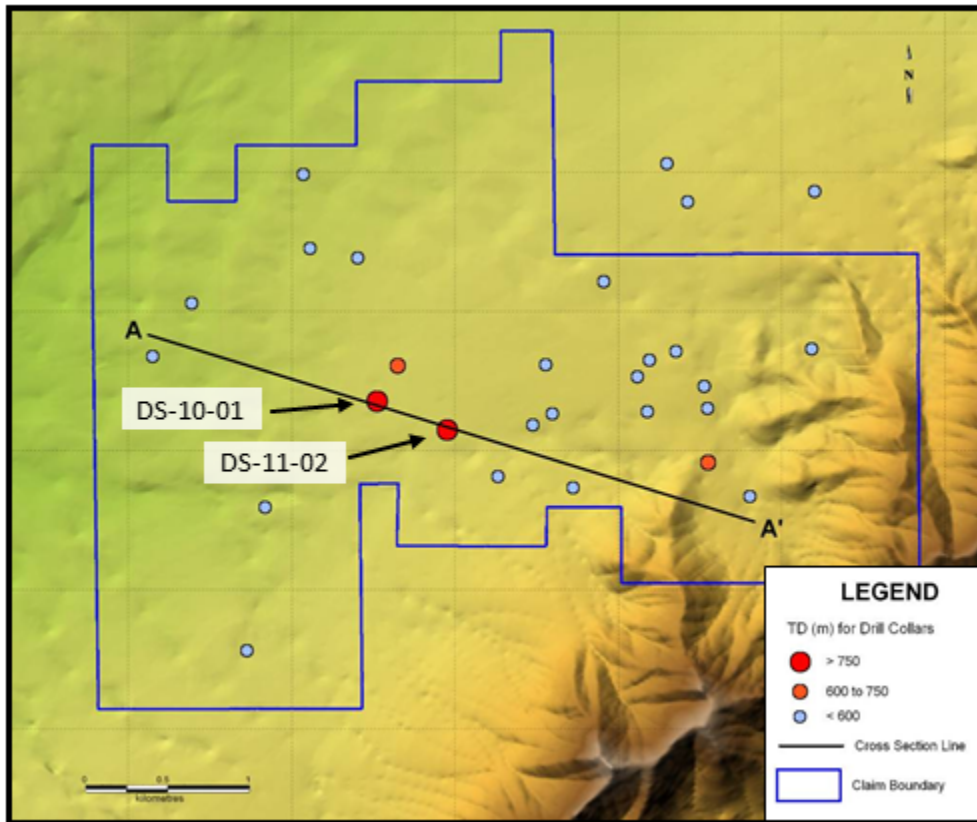 N
A
DS-10-01
DS-11-02
A'
LEGEND
TD (m) for Drill Collars
> 750
600 to 750
< 600
Cross Section Line
Claim Boundary
0 0.5 1
kilometres